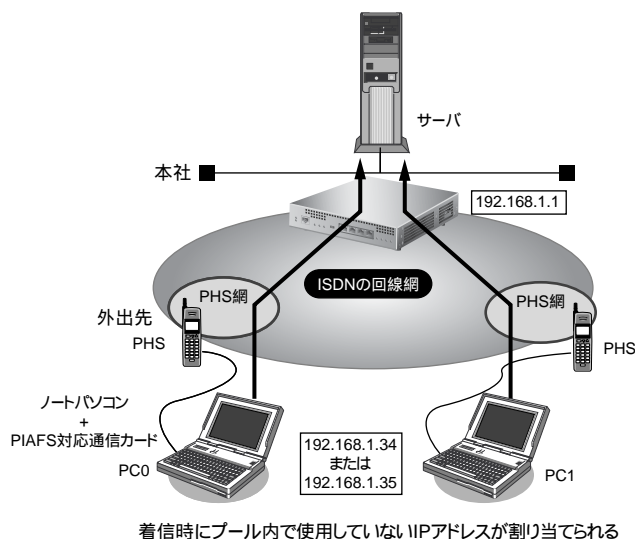 サーバ
本社
192.168.1.1
ISDNの回線網
PHS網
PHS網
外出先
PHS
PHS
ノートパソコン
+
PIAFS対応通信カード
PC0
192.168.1.34
または
192.168.1.35
PC1
着信時にプール内で使用していないIPアドレスが割り当てられる